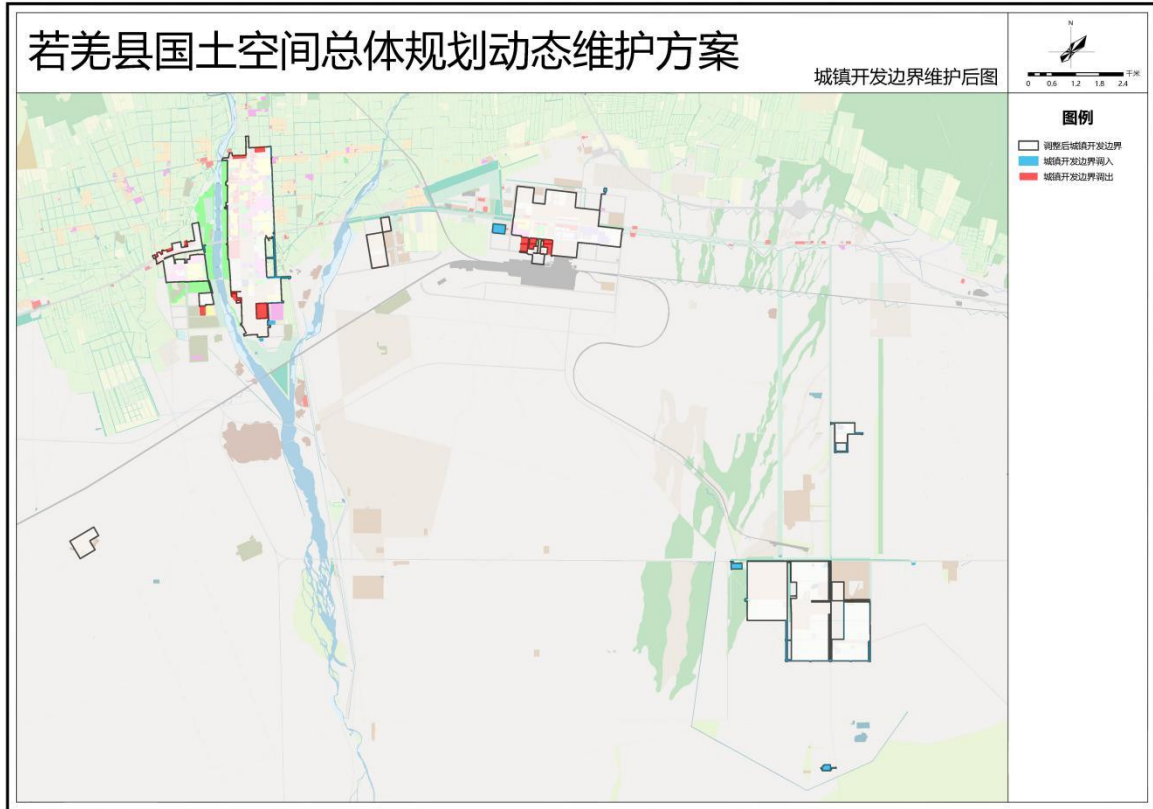 若羌县国土空间总体规划动态维护方案
城镇开发边界维护后图
N
千米
0 0.6 1.2 1.8 2.4
图例
调整后城镇开发边界
城镇开发边界调入
城镇开发边界调出